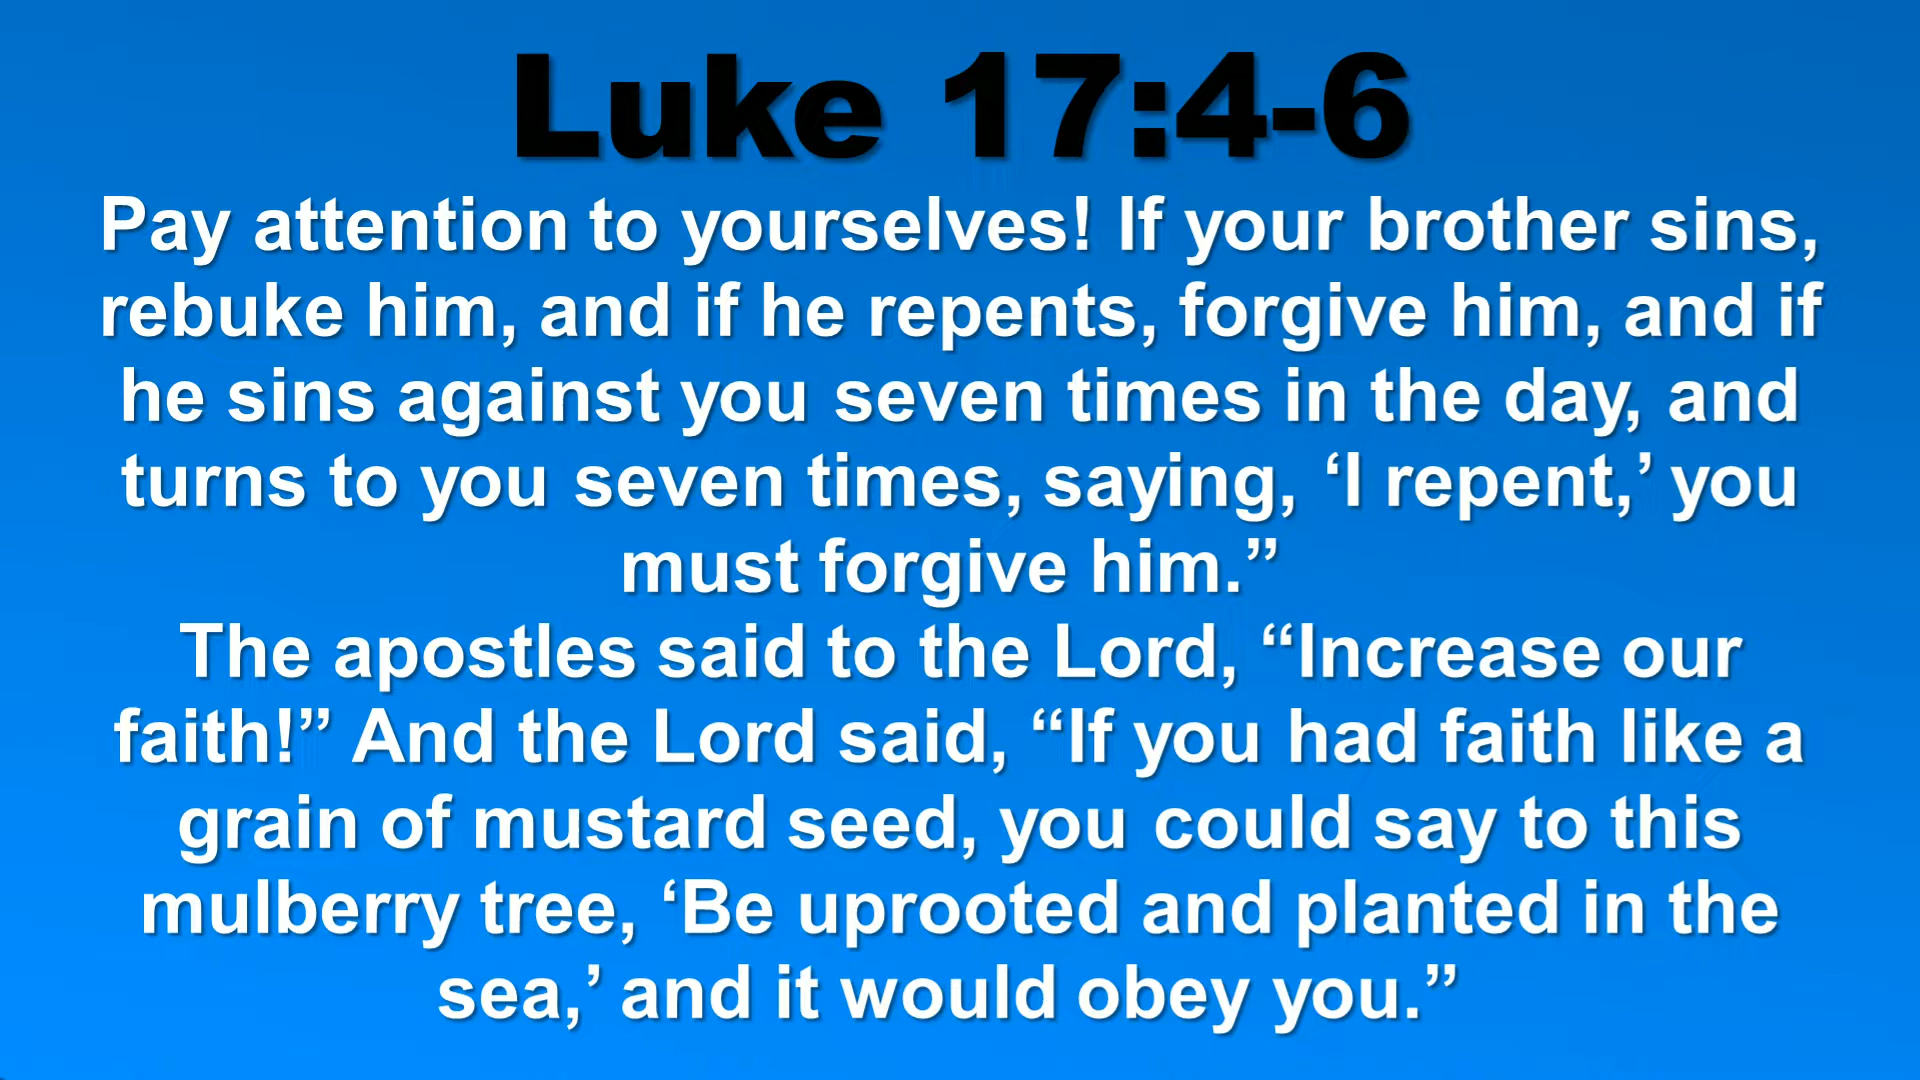 Luke 17:4-6
Pay attention to yourselves! If your brother sins,
rebuke him, and if he repents, forgive him, and if
he sins against you seven times in the day, and
turns to you seven times, saying, ‘I repent,’ you
must forgive him.”
The apostles said to the Lord, “Increase our
faith!” And the Lord said, “If you had faith like a
grain of mustard seed, you could say to this
mulberry tree, ‘Be uprooted and planted in the
sea,’ and it would obey you.”